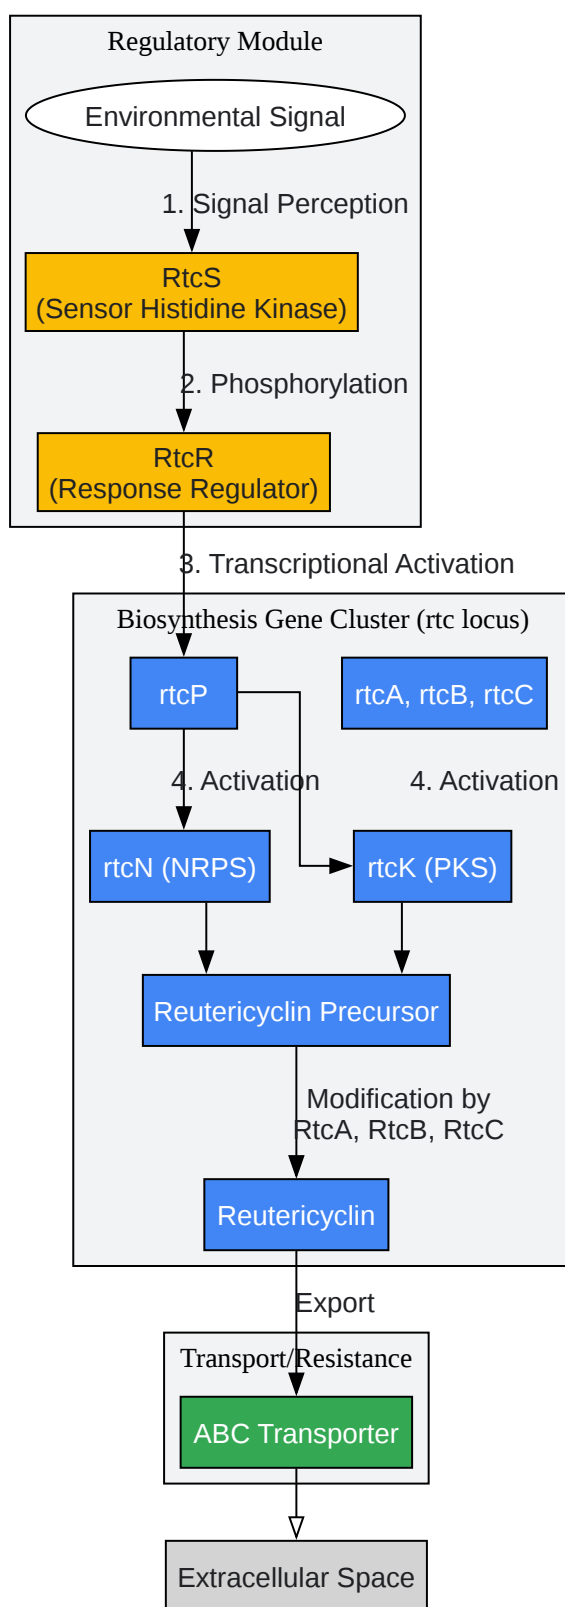 Regulatory Module
Environmental Signal
1. Signal Perception
RtcS
(Sensor Histidine Kinase)
2. Phosphorylation
RtcR
(Response Regulator)
3. Transcriptional Activation
Biosynthesis Gene Cluster (rtc locus)
rtcP
rtcA, rtcB, rtcC
4. Activation
4. Activation
rtcN (NRPS)
rtcK (PKS)
Reutericyclin Precursor
Modification by
RtcA, RtcB, RtcC
Reutericyclin
Export
Transport/Resistance
ABC Transporter
Extracellular Space